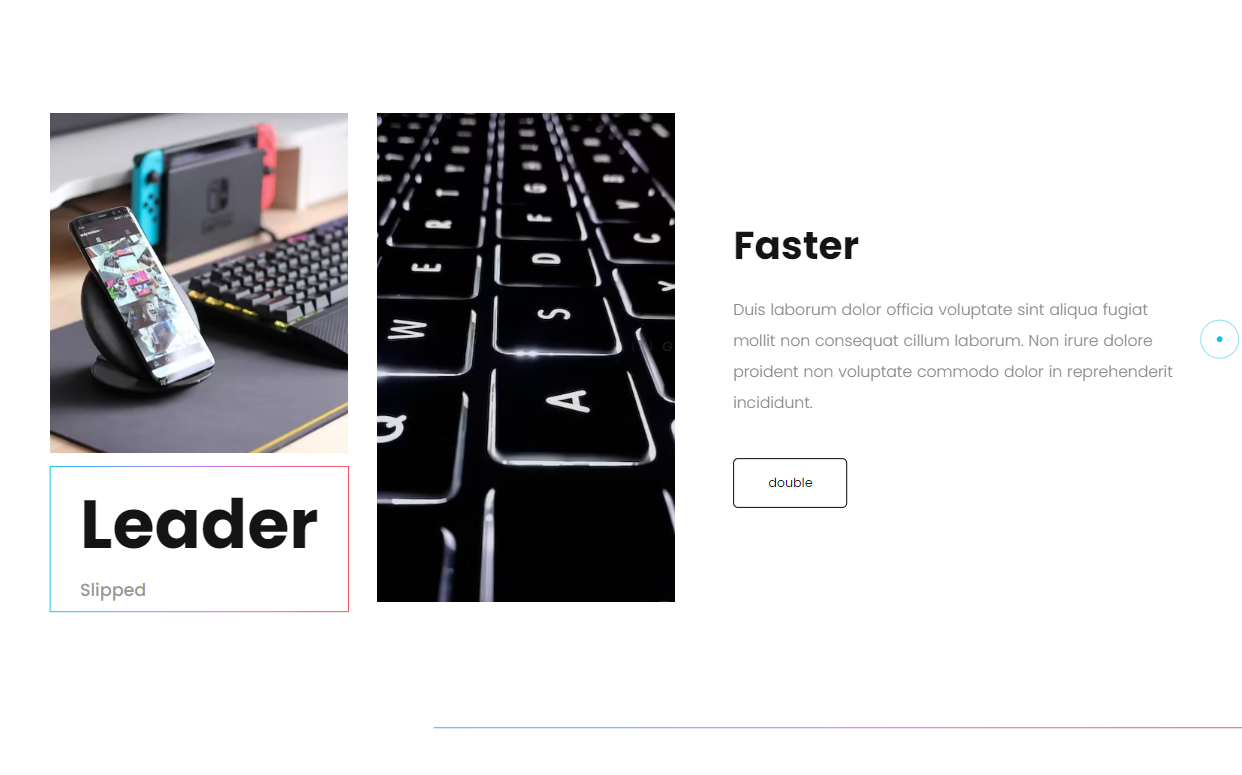 SWITCH
R T Y
F G
V
C
E
D
W
S
A
Q
Leader
Slipped
Faster
Duis laborum dolor officia voluptate sint aliqua fugiat
mollit non consequat cillum laborum. Non irure dolore
proident non voluptate commodo dolor in reprehenderit
incididunt.
double